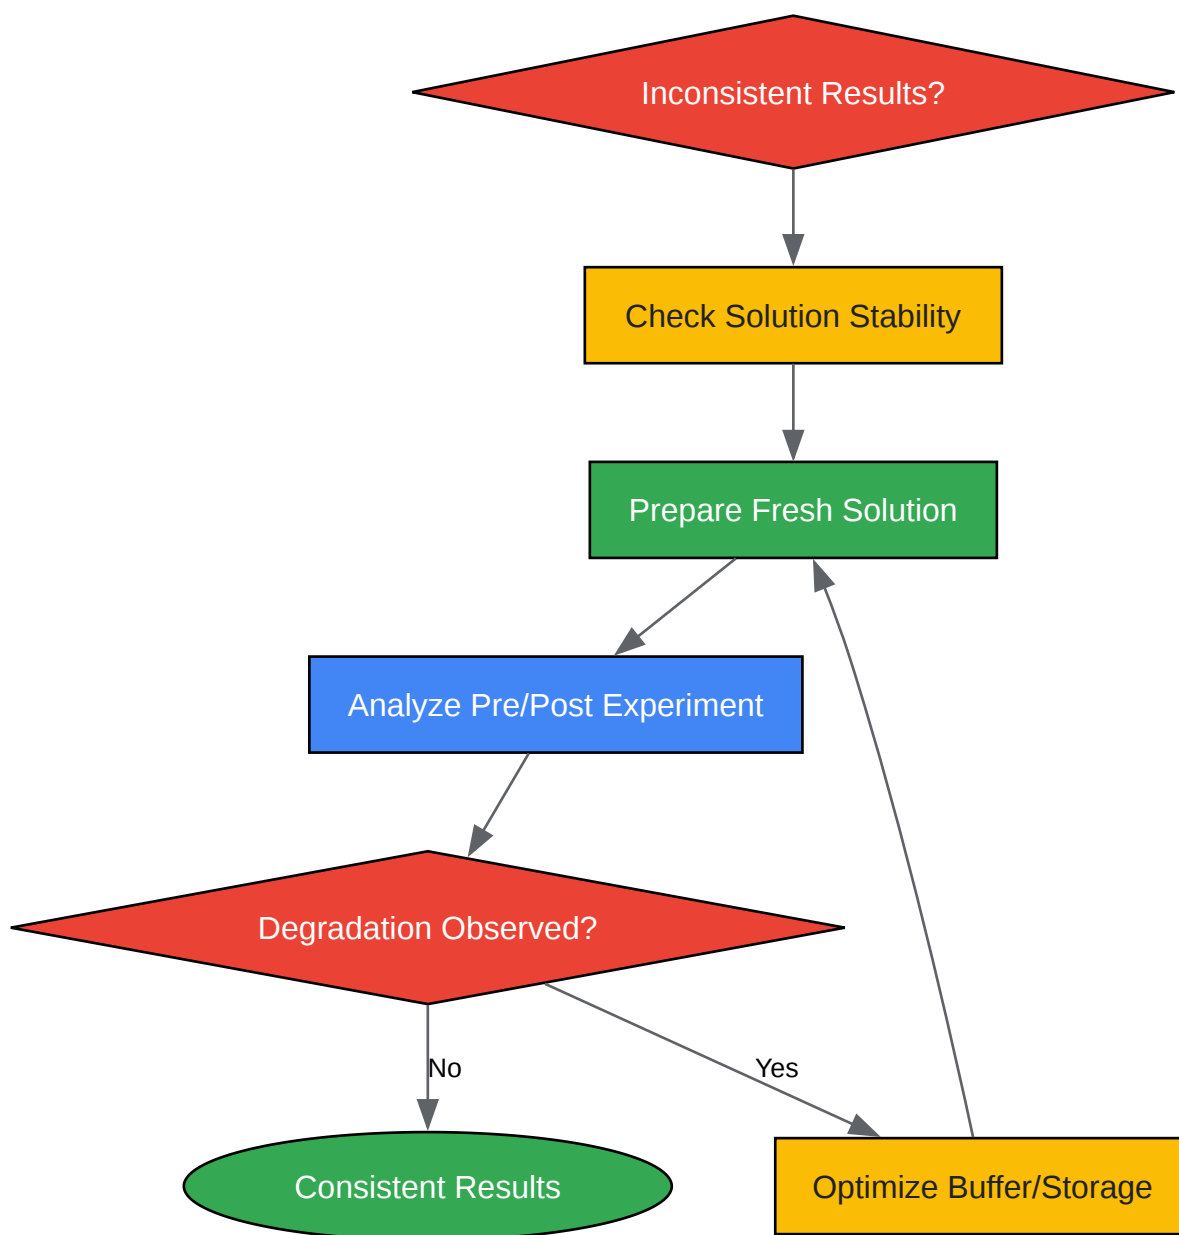 Inconsistent Results?
Check Solution Stability
Prepare Fresh Solution
Analyze Pre/Post Experiment
Degradation Observed?
No
Yes
Consistent Results
Optimize Buffer/Storage